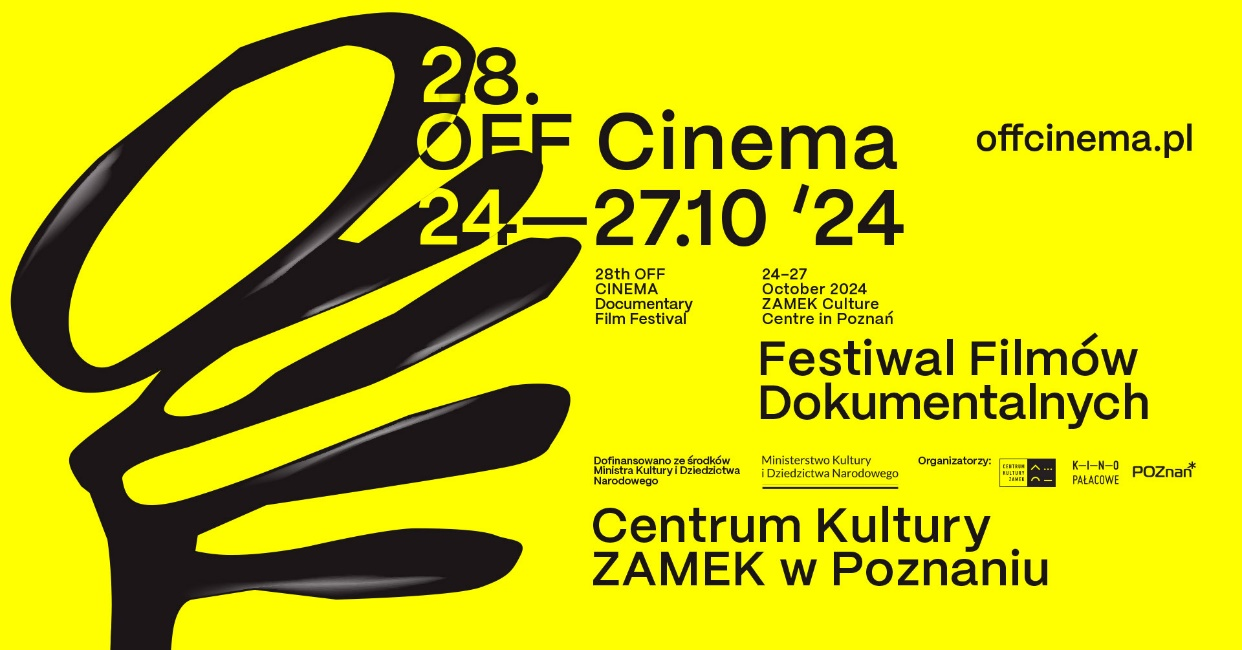 28.
OFF Cinema
24—27.10 '24
offcinema.pl
28th OFF
CINEMA
Documentary
Film Festival
24–27
October 2024
ZAMEK Culture
Centre in Poznań
Festiwal Filmów
Dokumentalnych
Dofinansowano ze środków
Ministra Kultury i Dziedzictwa
Narodowego
Ministerstwo Kultury
i Dziedzictwa Narodowego
Organizatorzy:
CENTRUM
KULTURY
ZAMEK
K—I—N—O
PAŁACOWE
POZnań*
Centrum Kultury
ZAMEK w Poznaniu